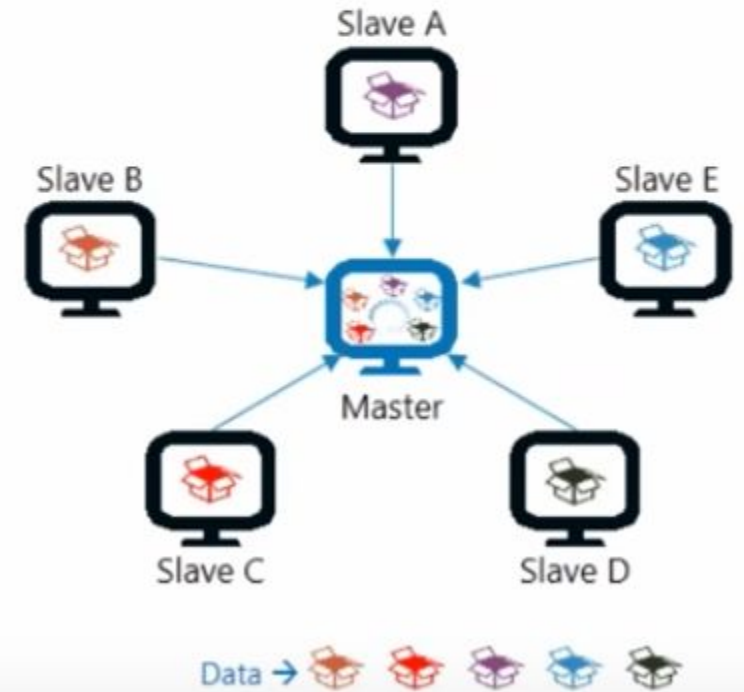 Slave A
Slave B
Slave E
Master
Slave C
Slave D
Data →